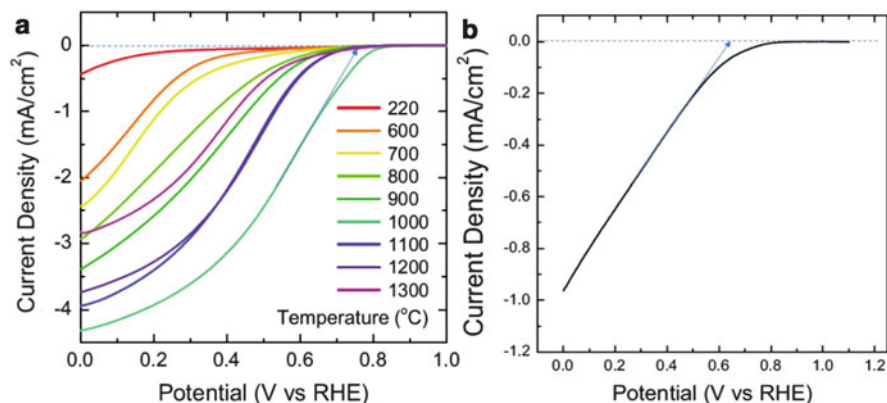 a
Current Density (mA/cm²)
0
-1
-2
-3
-4
220
600
700
800
900
1000
1100
1200
1300
Temperature (°C)
0.0 0.2 0.4 0.6 0.8 1.0
Potential (V vs RHE)
b
Current Density (mA/cm²)
0.0
-0.2
-0.4
-0.6
-0.8
-1.0
-1.2
0.0 0.2 0.4 0.6 0.8 1.0 1.2
Potential (V vs RHE)